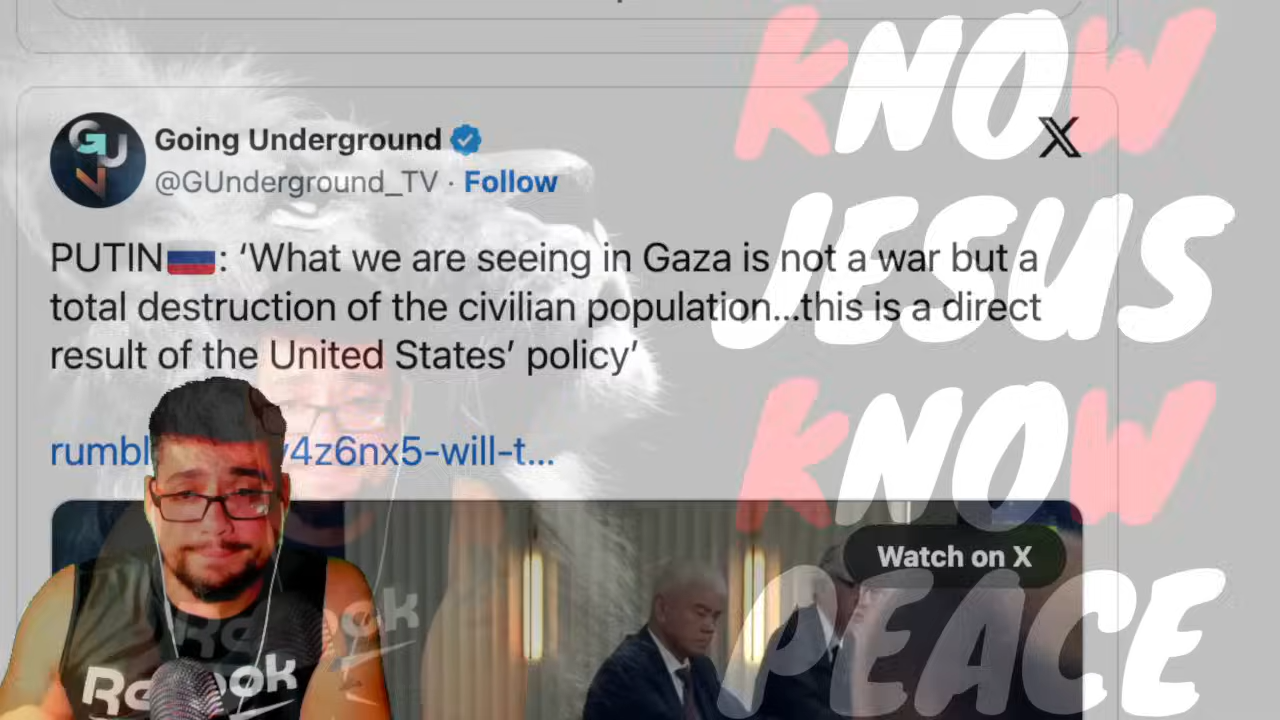 Going Underground
@GUnderground_TV · Follow
PUTIN🇷🇺: ‘What we are seeing in Gaza is not a war but a
total destruction of the civilian population...this is a direct
result of the United States’ policy’
rumbl
v4z6nx5-will-t...
Watch on X
kNOW
JESUS
kNOW
PEACE
Reebok